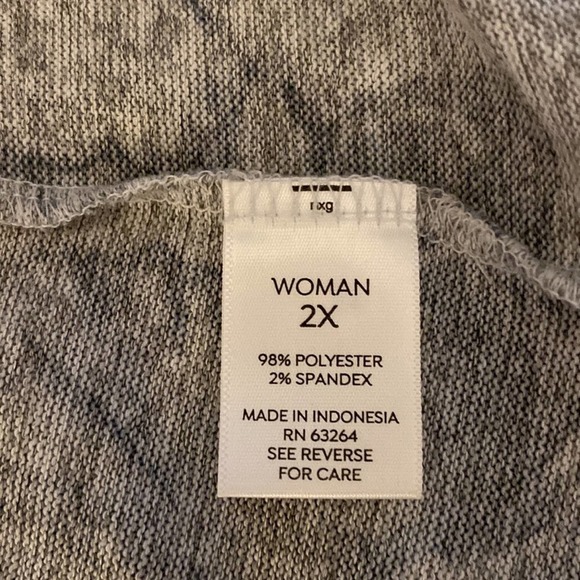 WOMAN
2X
98% POLYESTER
2% SPANDEX
MADE IN INDONESIA
RN 63264
SEE REVERSE
FOR CARE